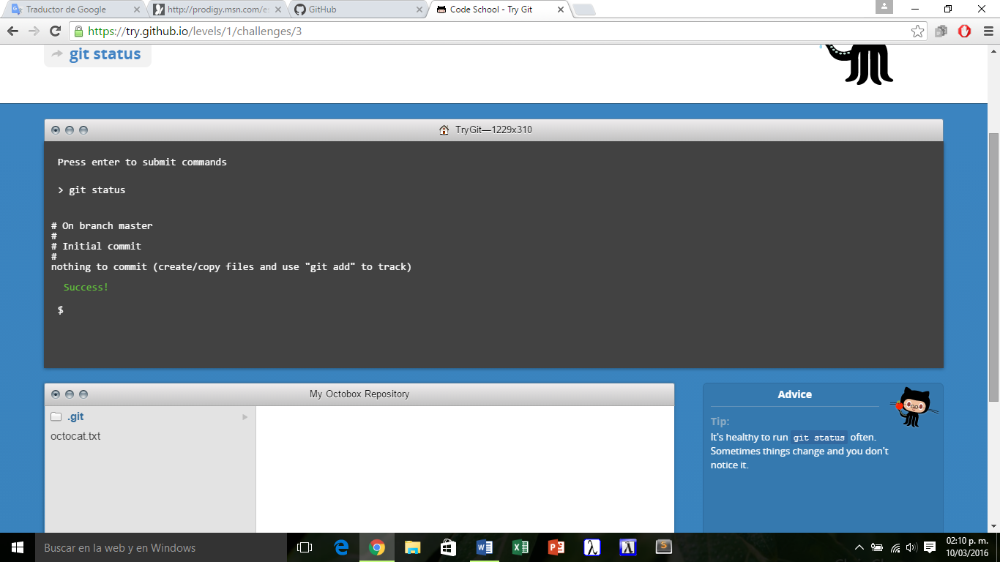 Traductor de Google
http://prodigy.msn.com/es
GitHub
Code School - Try Git
https://try.github.io/levels/1/challenges/3
git status
TryGit—1229x310
Press enter to submit commands
> git status
# On branch master
#
# Initial commit
#
nothing to commit (create/copy files and use "git add" to track)
Success!
$
My Octobox Repository
.git
octocat.txt
Advice
Tip:
It's healthy to run git status often.
Sometimes things change and you don't
notice it.
Buscar en la web y en Windows
02:10 p. m.
10/03/2016